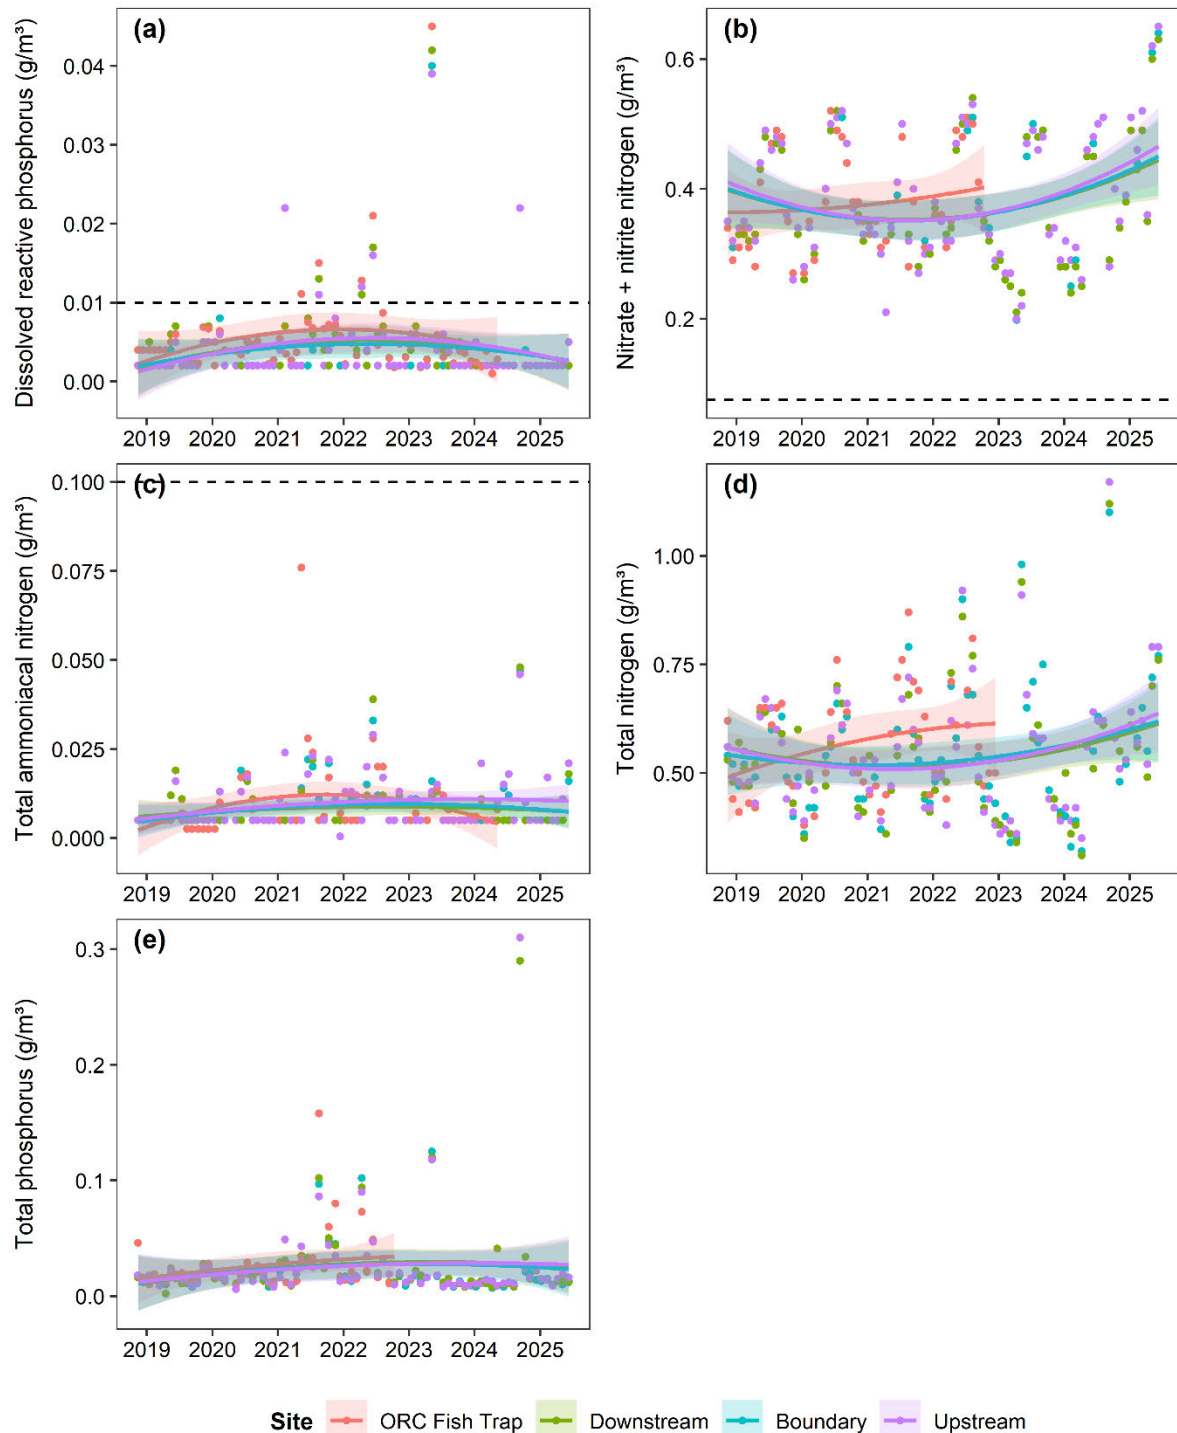 (a)
Dissolved reactive phosphorus (g/m³)
0.04
0.03
0.02
0.01
0.00
2019 2020 2021 2022 2023 2024 2025
(b)
Nitrate + nitrite nitrogen (g/m³)
0.6
0.4
0.2
2019 2020 2021 2022 2023 2024 2025
(c)
Total ammoniacal nitrogen (g/m³)
0.100
0.075
0.050
0.025
0.000
2019 2020 2021 2022 2023 2024 2025
(d)
Total nitrogen (g/m³)
1.00
0.75
0.50
2019 2020 2021 2022 2023 2024 2025
(e)
Total phosphorus (g/m³)
0.3
0.2
0.1
0.0
2019 2020 2021 2022 2023 2024 2025
Site ORC Fish Trap Downstream Boundary Upstream